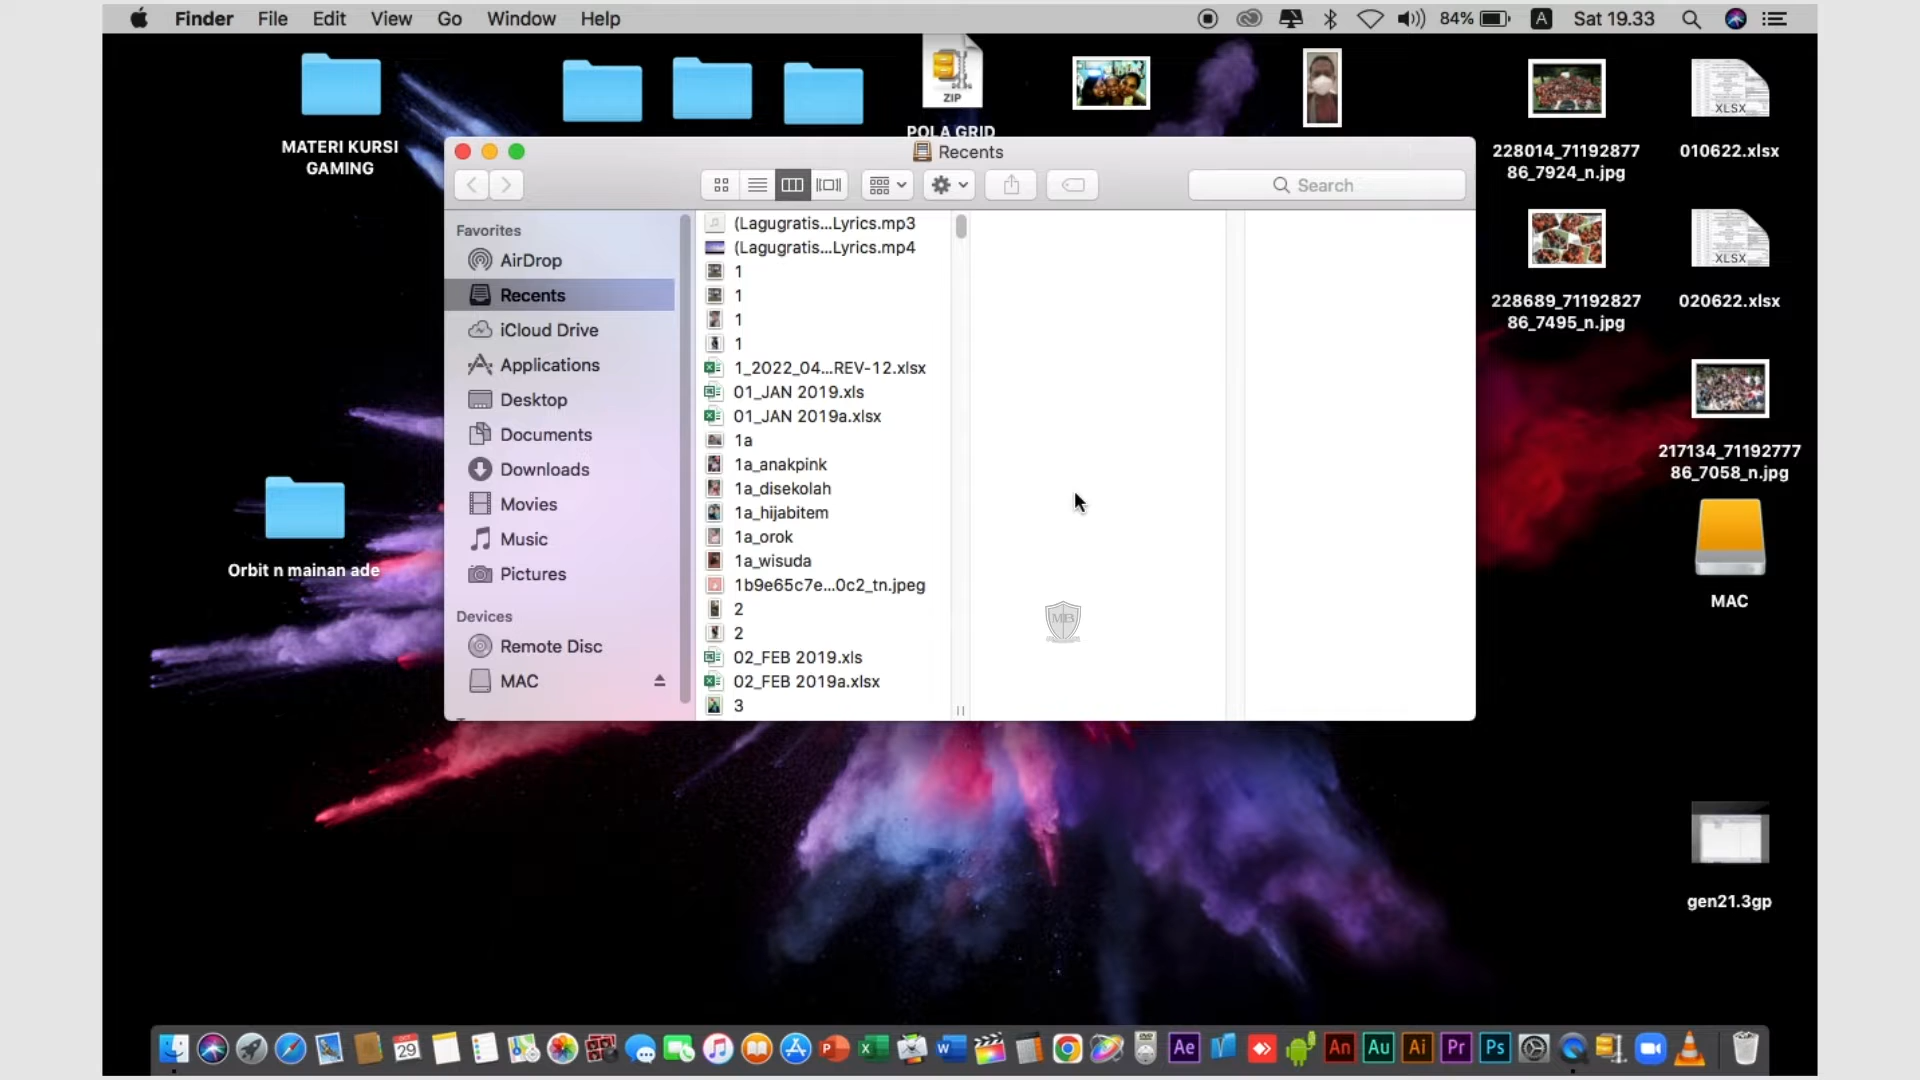 Finder File Edit View Go Window Help 84% A Sat 19.33
ZIP
POLA GRID
MATERI KURSI
GAMING
Orbit n mainan ade
228014_71192877
86_7924_n.jpg
XLSX
010622.xlsx
228689_71192827
86_7495_n.jpg
XLSX
020622.xlsx
217134_71192777
86_7058_n.jpg
MAC
gen21.3gp
Recents
Search
Favorites
AirDrop
Recents
iCloud Drive
Applications
Desktop
Documents
Downloads
Movies
Music
Pictures
Devices
Remote Disc
MAC
(Lagugratis...Lyrics.mp3
(Lagugratis...Lyrics.mp4
1
1
1
1
1_2022_04...REV-12.xlsx
01_JAN 2019.xls
01_JAN 2019a.xlsx
1a
1a_anakpink
1a_disekolah
1a_hijabitem
1a_orok
1a_wisuda
1b9e65c7e...0c2_tn.jpeg
2
2
02_FEB 2019.xls
02_FEB 2019a.xlsx
3
MB
29 P X W Ae An Au Ai Pr Ps